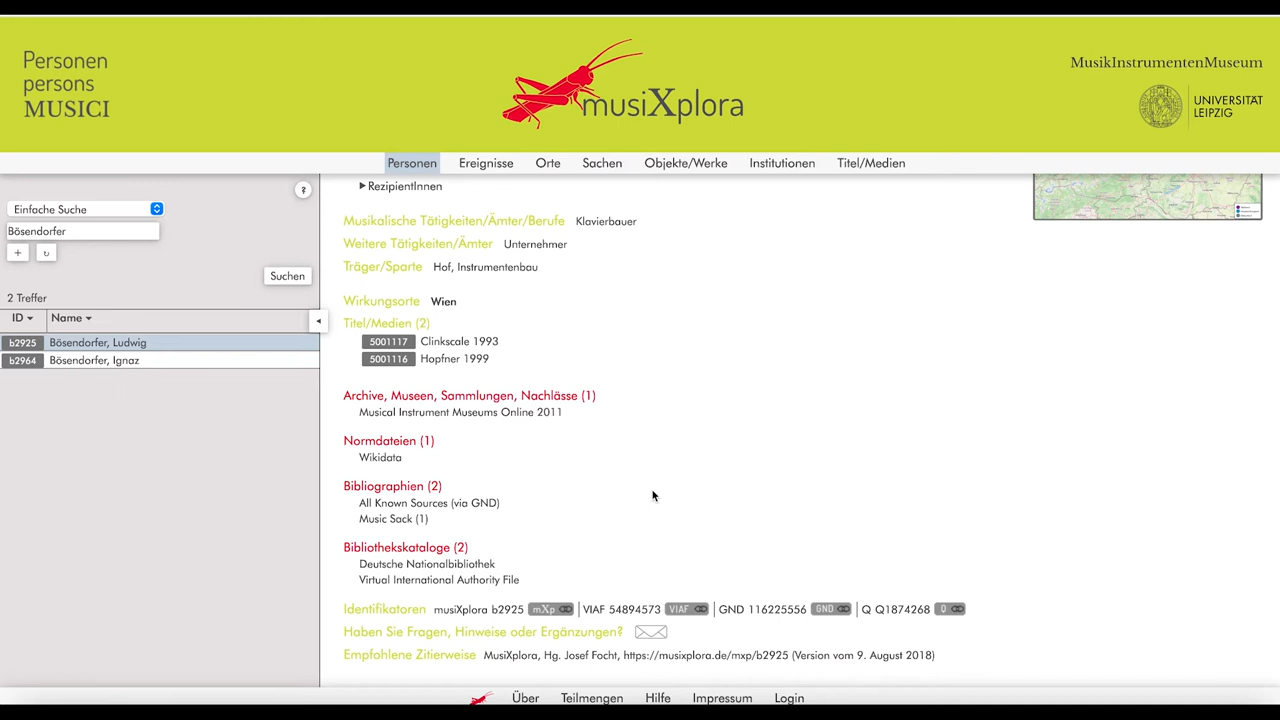 Personen
persons
MUSICI
musiXplora
MusikInstrumentenMuseum
UNIVERSITÄT
LEIPZIG
Personen Ereignisse Orte Sachen Objekte/Werke Institutionen Titel/Medien
?
Einfache Suche
Bösendorfer
+ ↻
Suchen
2 Treffer
ID Name
b2925 Bösendorfer, Ludwig
b2964 Bösendorfer, Ignaz
RezipientInnen
Musikalische Tätigkeiten/Ämter/Berufe Klavierbauer
Weitere Tätigkeiten/Ämter Unternehmer
Träger/Sparte Hof, Instrumentenbau
Wirkungsorte Wien
Titel/Medien (2)
5001117 Clinkscale 1993
5001116 Hopfner 1999
Archive, Museen, Sammlungen, Nachlässe (1)
Musical Instrument Museums Online 2011
Normdateien (1)
Wikidata
Bibliographien (2)
All Known Sources (via GND)
Music Sack (1)
Bibliothekskataloge (2)
Deutsche Nationalbibliothek
Virtual International Authority File
Identifikatoren musiXplora b2925 mXp | VIAF 54894573 VIAF | GND 116225556 GND | Q Q1874268 Q
Haben Sie Fragen, Hinweise oder Ergänzungen?
Empfohlene Zitierweise MusiXplora, Hg. Josef Focht, https://musixplora.de/mxp/b2925 (Version vom 9. August 2018)
Über Teilmengen Hilfe Impressum Login